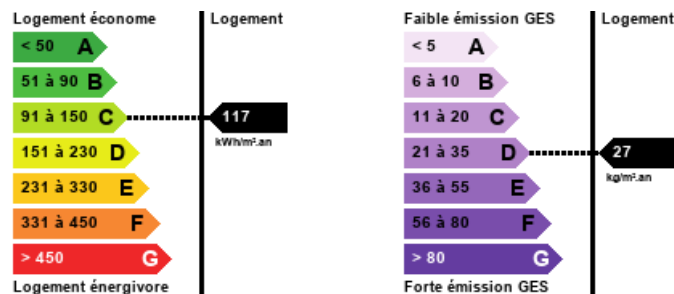 Logement économe
Logement
< 50 A
51 à 90 B
91 à 150 C
117
kWh/m².an
151 à 230 D
231 à 330 E
331 à 450 F
> 450 G
Logement énergivore
Faible émission GES
Logement
< 5 A
6 à 10 B
11 à 20 C
21 à 35 D
27
kg/m².an
36 à 55 E
56 à 80 F
> 80 G
Forte émission GES